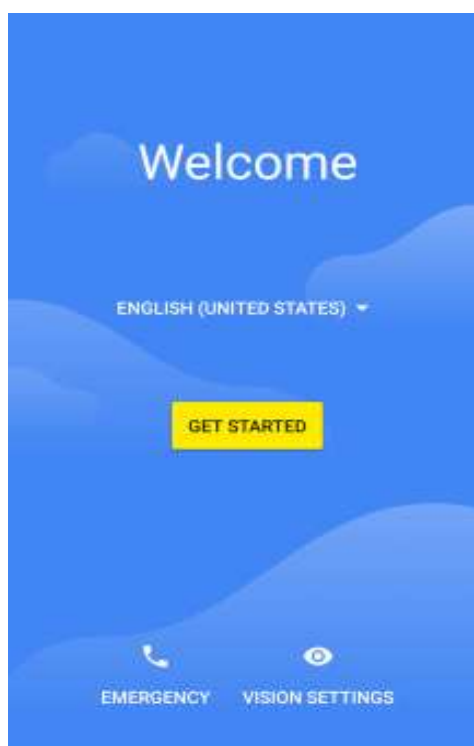 Welcome
ENGLISH (UNITED STATES)
GET STARTED
EMERGENCY VISION SETTINGS